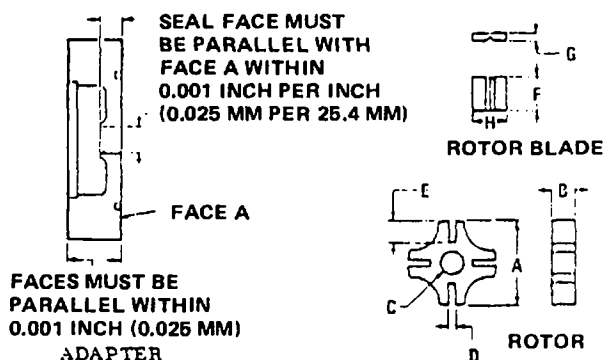 SEAL FACE MUST
BE PARALLEL WITH
FACE A WITHIN
0.001 INCH PER INCH
(0.025 MM PER 25.4 MM)
G
F
H
ROTOR BLADE
FACE A
FACES MUST BE
PARALLEL WITHIN
0.001 INCH (0.025 MM)
ADAPTER
E
B
A
C
D
ROTOR